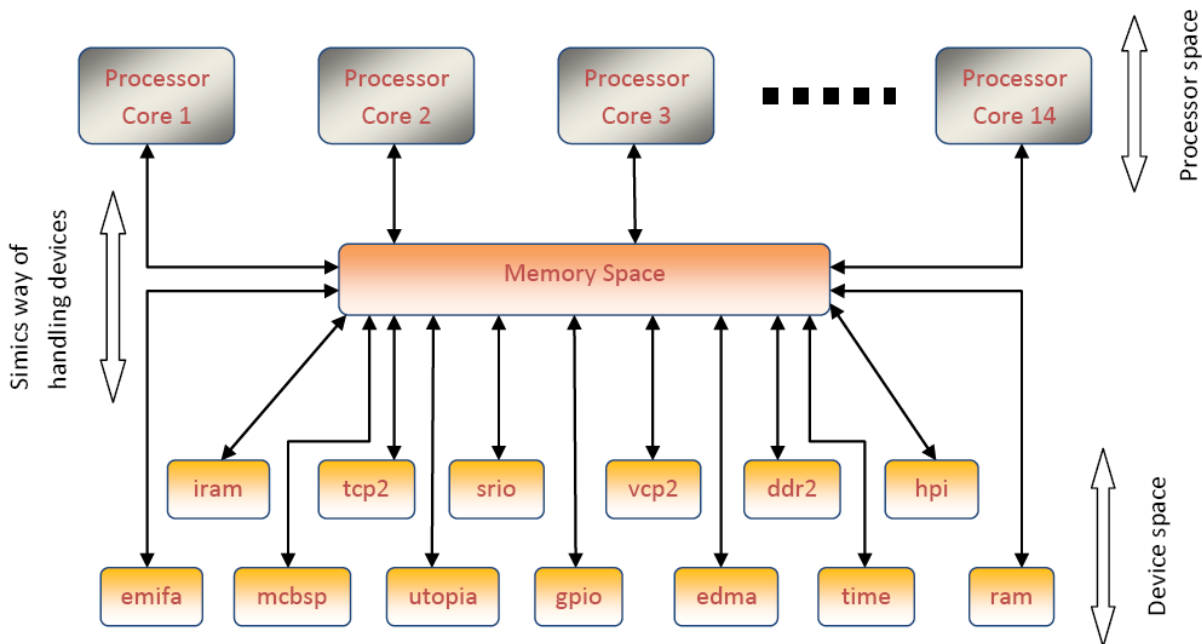 Processor
Core 1
Processor
Core 2
Processor
Core 3
Processor
Core 14
Processor space
Simics way of
handling devices
Memory Space
iram
tcp2
srio
vcp2
ddr2
hpi
Device space
emifa
mcbsp
utopia
gpio
edma
time
ram